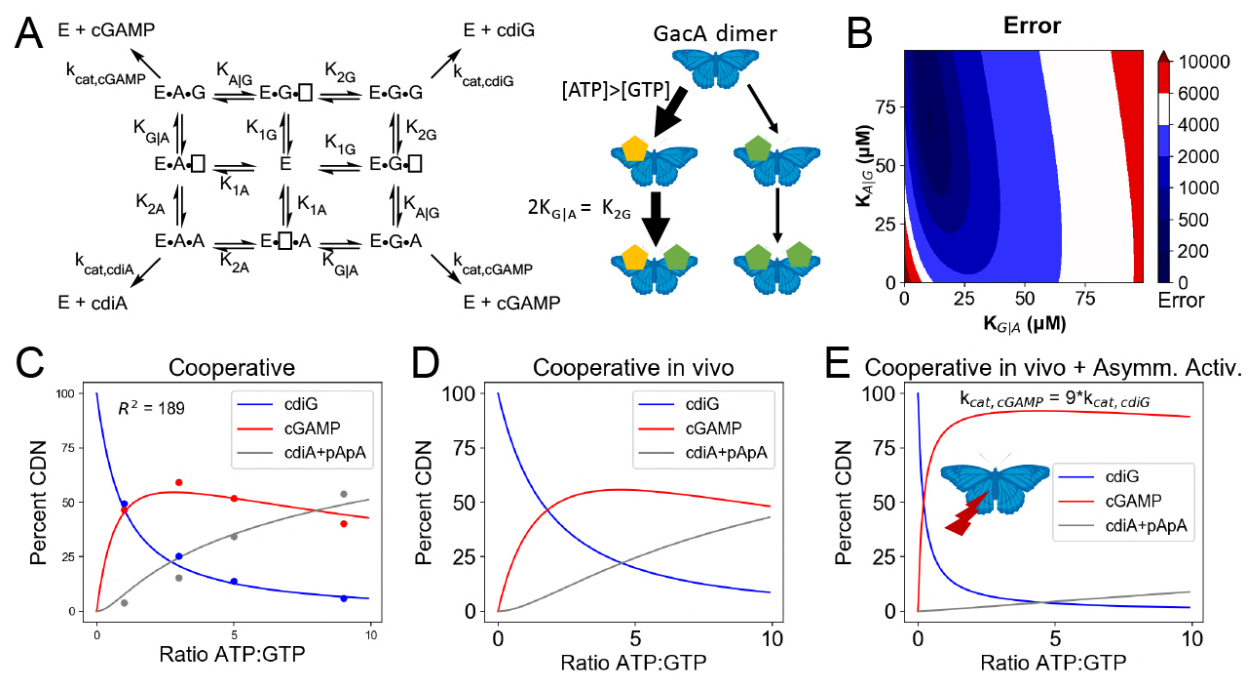 A
E + cGAMP
E + cdiG
k_cat,cGAMP
K_A|G
K_2G
k_cat,cdiG
E•A•G
E•G•□
E•G•G
K_G|A
K_1G
K_1G
K_2G
E•A•□
E
E•G•□
K_1A
K_2A
K_1A
K_A|G
E•A•A
E•□•A
E•G•A
K_2A
K_G|A
k_cat,cdiA
k_cat,cGAMP
E + cdiA
E + cGAMP
GacA dimer
[ATP]>[GTP]
2K_G|A = K_2G
B
Error
75
50
25
0
K_A|G (µM)
0
25
50
75
K_G|A (µM)
10000
6000
4000
2000
1000
500
200
0
Error
C
Cooperative
R² = 189
cdiG
cGAMP
cdiA+pApA
100
75
50
25
0
Percent CDN
0
5
10
Ratio ATP:GTP
D
Cooperative in vivo
cdiG
cGAMP
cdiA+pApA
100
75
50
25
0
Percent CDN
0
5
10
Ratio ATP:GTP
E
Cooperative in vivo + Asymm. Activ.
k_cat,cGAMP = 9*k_cat,cdiG
cdiG
cGAMP
cdiA+pApA
100
75
50
25
0
Percent CDN
0
5
10
Ratio ATP:GTP